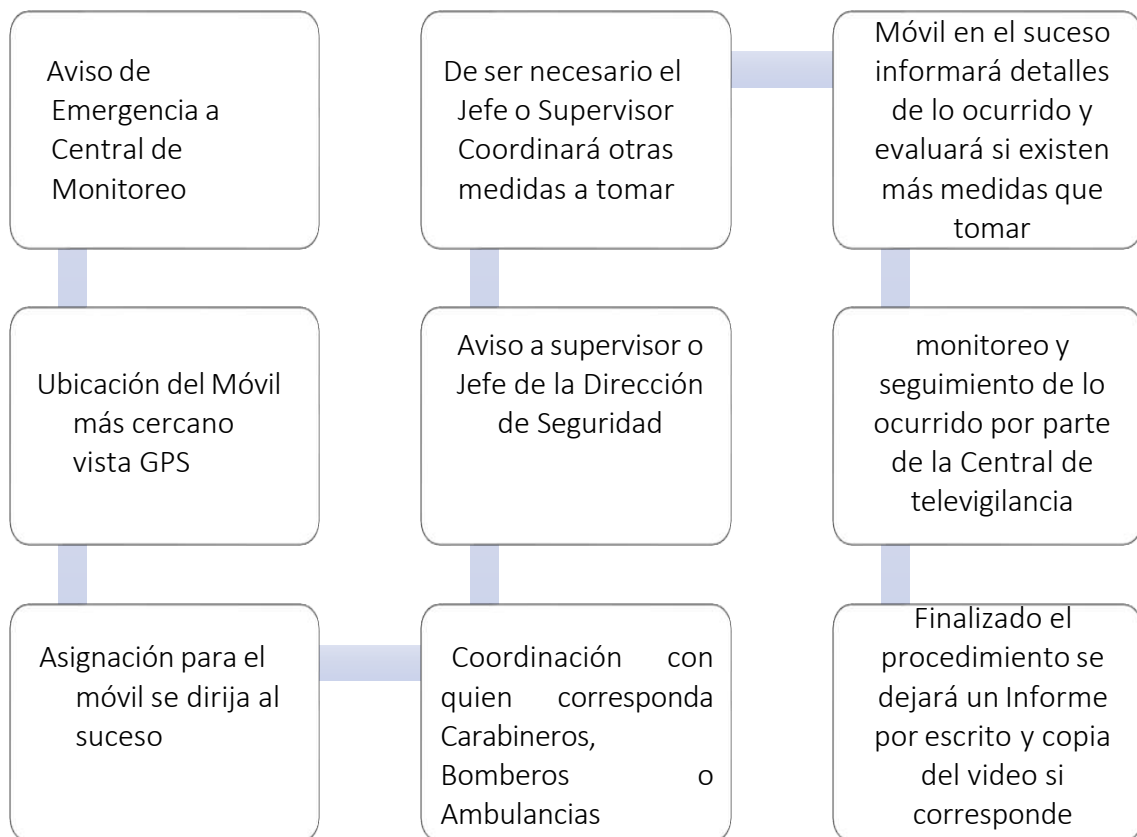 Aviso de
Emergencia a
Central de
Monitoreo
Ubicación del Móvil
más cercano
vista GPS
Asignación para el
móvil se dirija al
suceso
Coordinación con
quien corresponda
Carabineros,
Bomberos o
Ambulancias
Aviso a supervisor o
Jefe de la Dirección
de Seguridad
De ser necesario el
Jefe o Supervisor
Coordinará otras
medidas a tomar
Móvil en el suceso
informará detalles
de lo ocurrido y
evaluará si existen
más medidas que
tomar
monitoreo y
seguimiento de lo
ocurrido por parte
de la Central de
televigilancia
Finalizado el
procedimiento se
dejará un Informe
por escrito y copia
del video si
corresponde